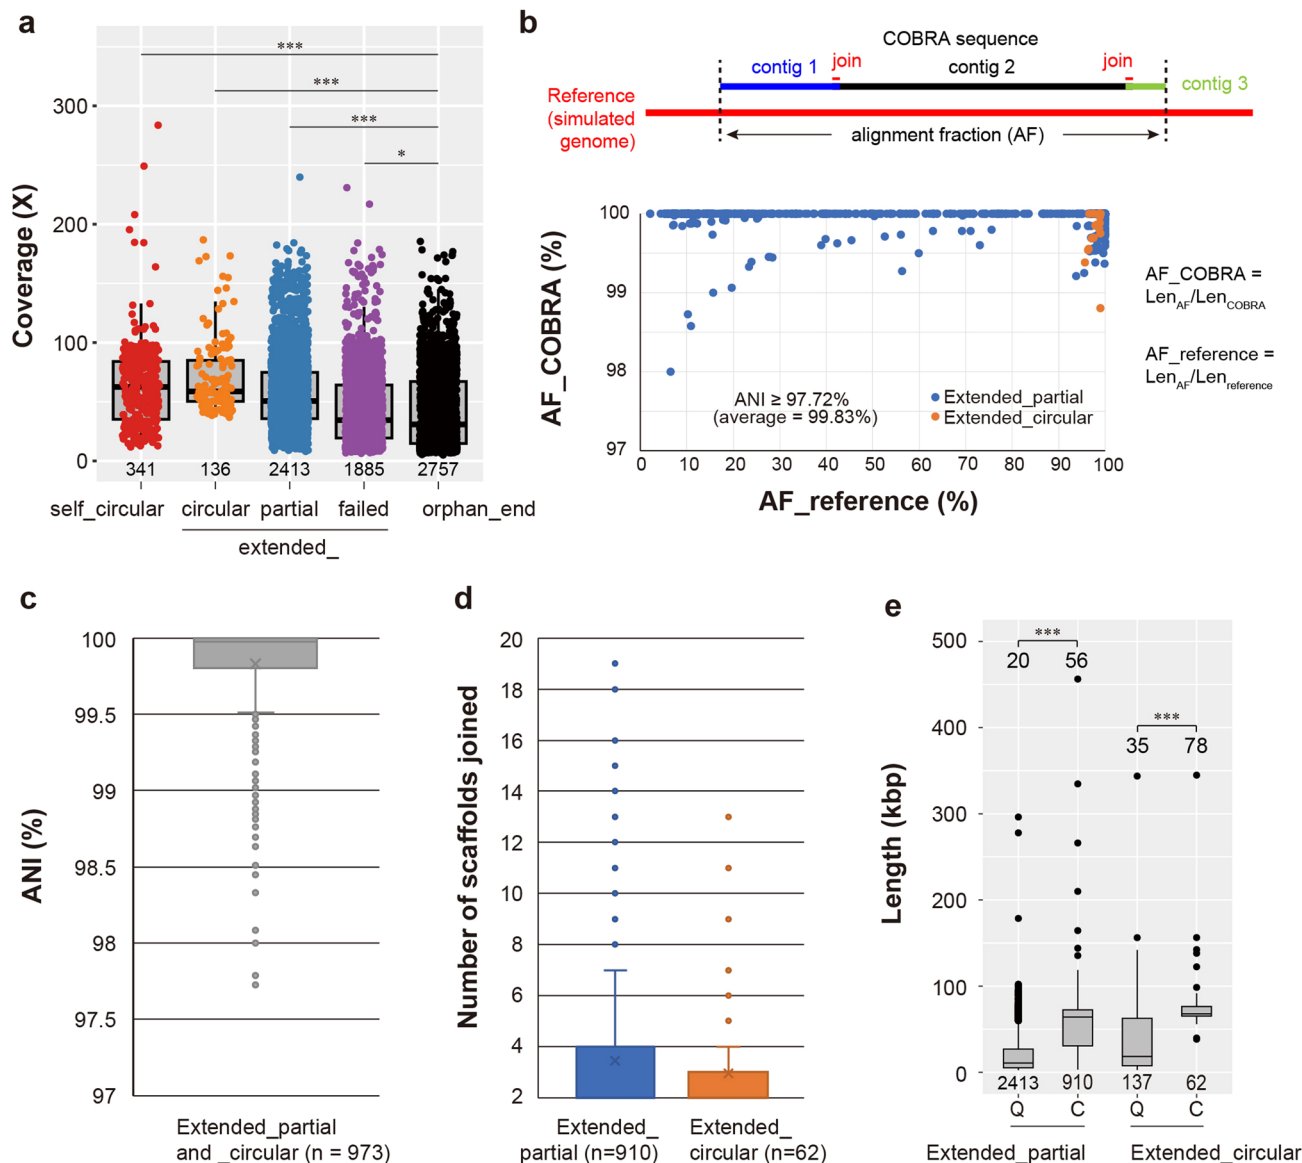 a
Coverage (X)
300
200
100
0
***
***
***
*
341 136 2413 1885 2757
self_circular circular partial failed orphan_end
extended_
b
COBRA sequence
contig 1 join contig 2 join contig 3
Reference
(simulated
genome)
alignment fraction (AF)
AF_COBRA (%)
100
99
98
97
ANI ≥ 97.72%
(average = 99.83%)
Extended_partial
Extended_circular
0 10 20 30 40 50 60 70 80 90 100
AF_reference (%)
AF_COBRA =
LenAF/LenCOBRA
AF_reference =
LenAF/Lenreference
c
ANI (%)
100
99.5
99
98.5
98
97.5
97
Extended_partial
and _circular (n = 973)
d
Number of scaffolds joined
20
18
16
14
12
10
8
6
4
2
Extended_ Extended_
partial (n=910) circular (n=62)
e
Length (kbp)
500
400
300
200
100
0
***
20 56
***
35 78
2413 910 137 62
Q C Q C
Extended_partial Extended_circular